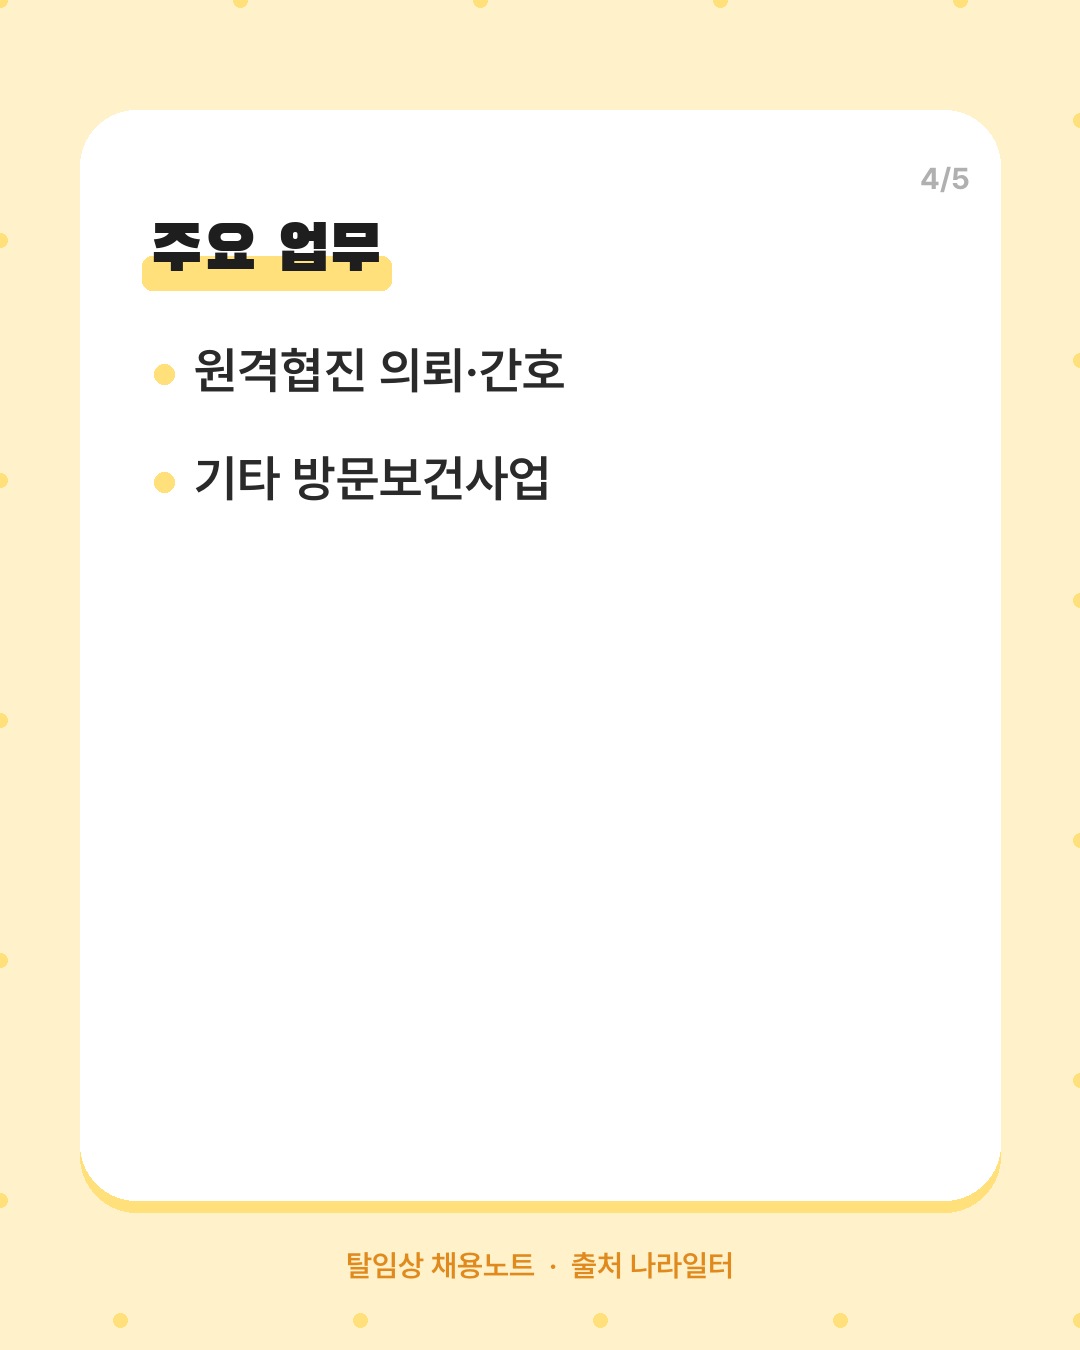 4/5
주요 업무
원격협진 의뢰·간호
기타 방문보건사업
탈임상 채용노트 · 출처 나라일터